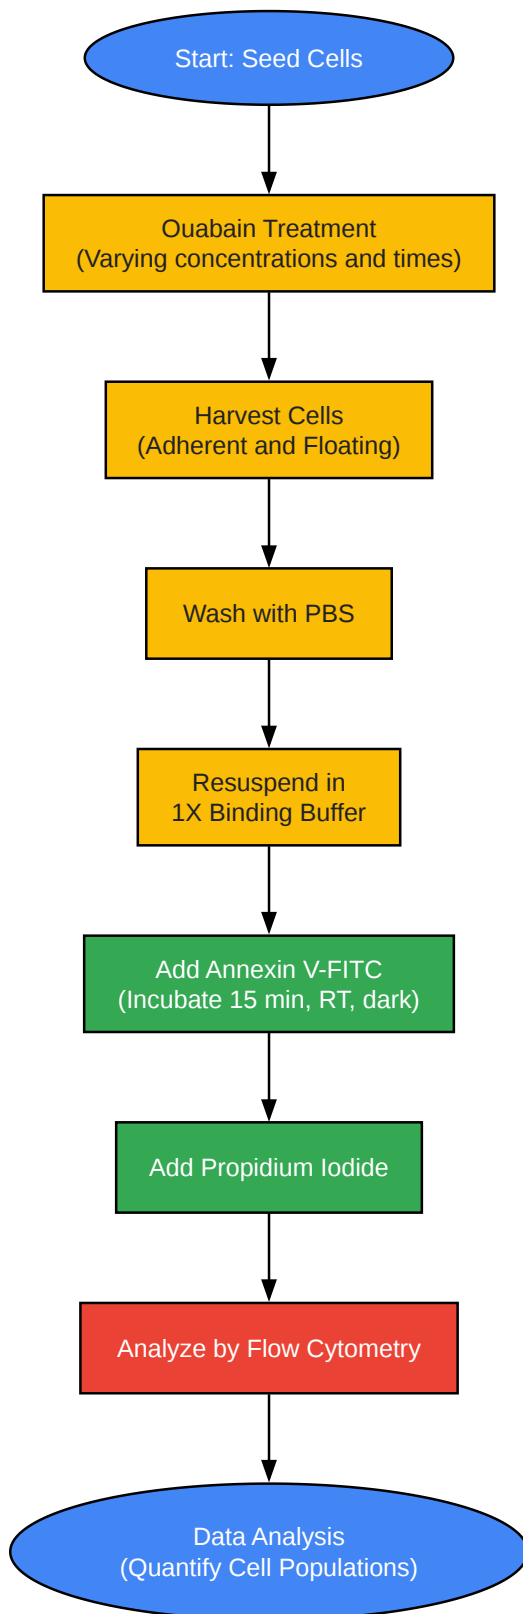 Start: Seed Cells
Ouabain Treatment
(Varying concentrations and times)
Harvest Cells
(Adherent and Floating)
Wash with PBS
Resuspend in
1X Binding Buffer
Add Annexin V-FITC
(Incubate 15 min, RT, dark)
Add Propidium Iodide
Analyze by Flow Cytometry
Data Analysis
(Quantify Cell Populations)